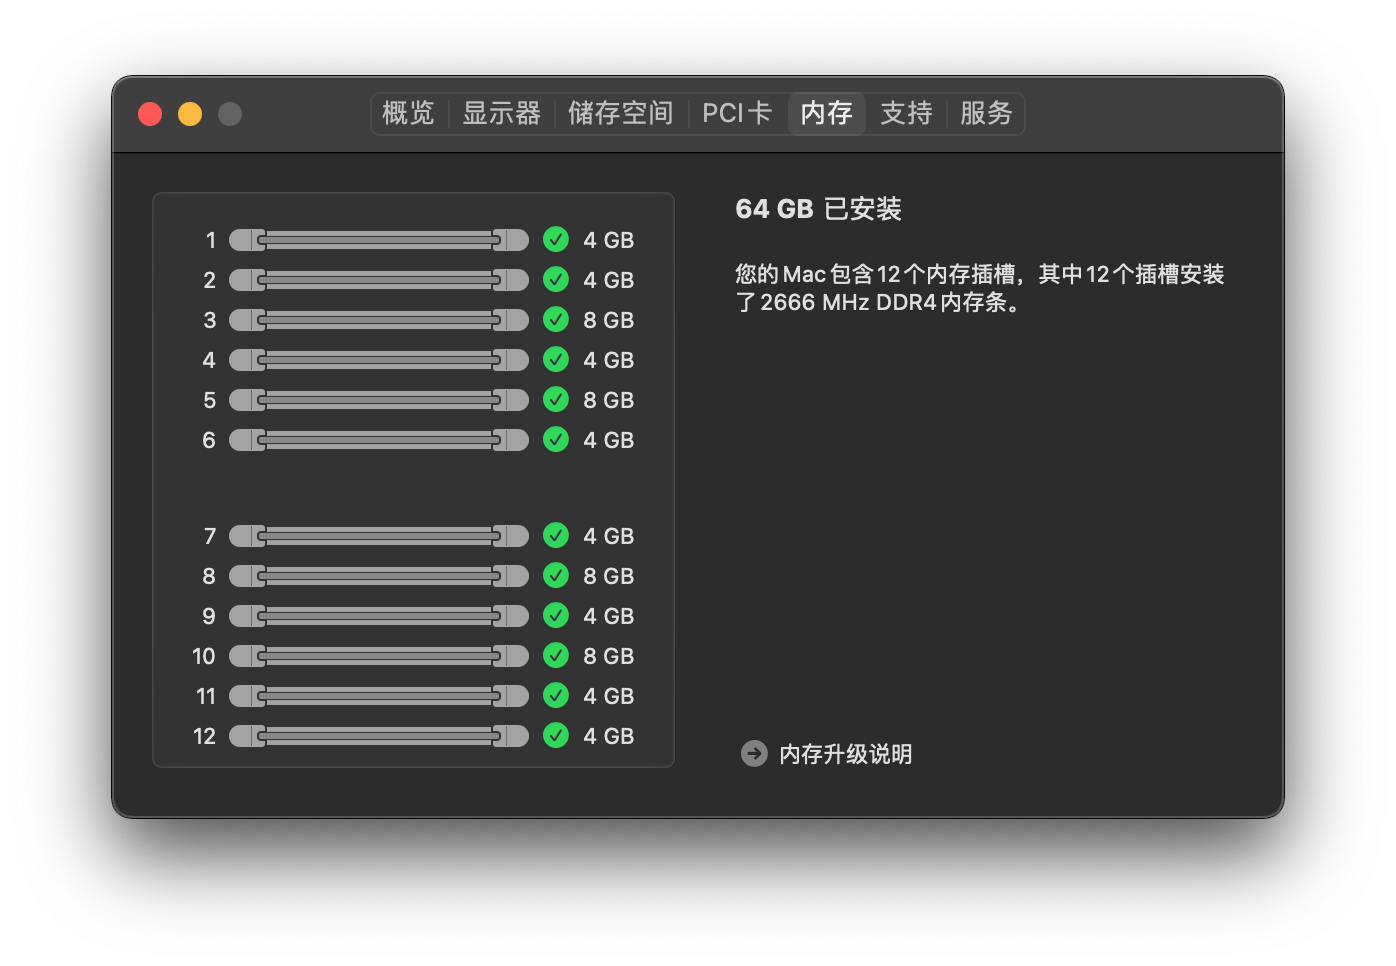 概览 显示器 储存空间 PCI卡 内存 支持 服务
1 4 GB
2 4 GB
3 8 GB
4 4 GB
5 8 GB
6 4 GB
7 4 GB
8 8 GB
9 4 GB
10 8 GB
11 4 GB
12 4 GB
64 GB 已安装
您的 Mac 包含 12 个内存插槽，其中 12 个插槽安装
了 2666 MHz DDR4 内存条。
内存升级说明